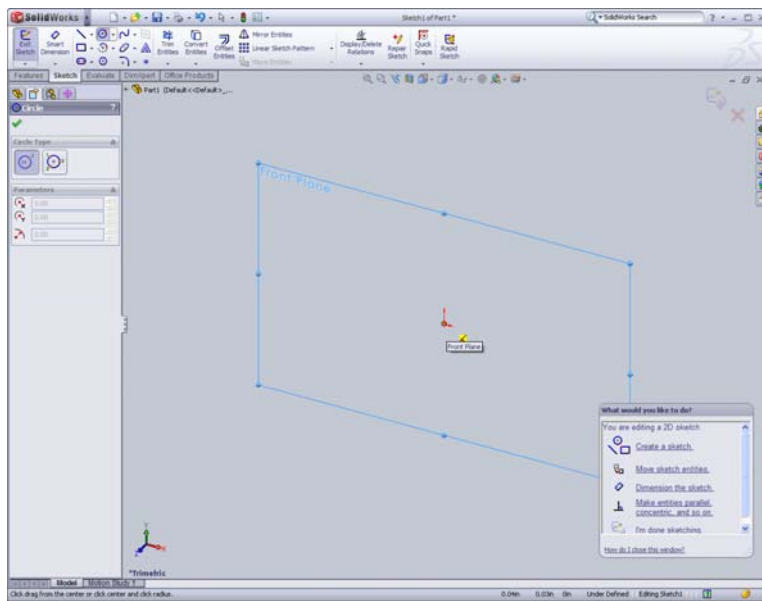 SolidWorks
Sketch1 of Part1 *
SolidWorks Search
Exit Sketch
Smart Dimension
Trim Entities
Convert Entities
Offset Entities
Mirror Entities
Linear Sketch Pattern
Move Entities
Display/Delete Relations
Repair Sketch
Quick Snaps
Rapid Sketch
Features Sketch Evaluate DimXpert Office Products
Part1 (Default<<Default>_...
Circle ?
Circle Type
Parameters
0.00
0.00
0.00
Front Plane
Front Plane
What would you like to do?
You are editing a 2D sketch
Create a sketch.
Move sketch entities.
Dimension the sketch.
Make entities parallel,
concentric, and so on.
I'm done sketching
How do I close this window?
Y
X
Z
*Trimetric
Model Motion Study 1
Click drag from the center or click center and click radius.
0.04in 0.03in 0in Under Defined Editing Sketch1